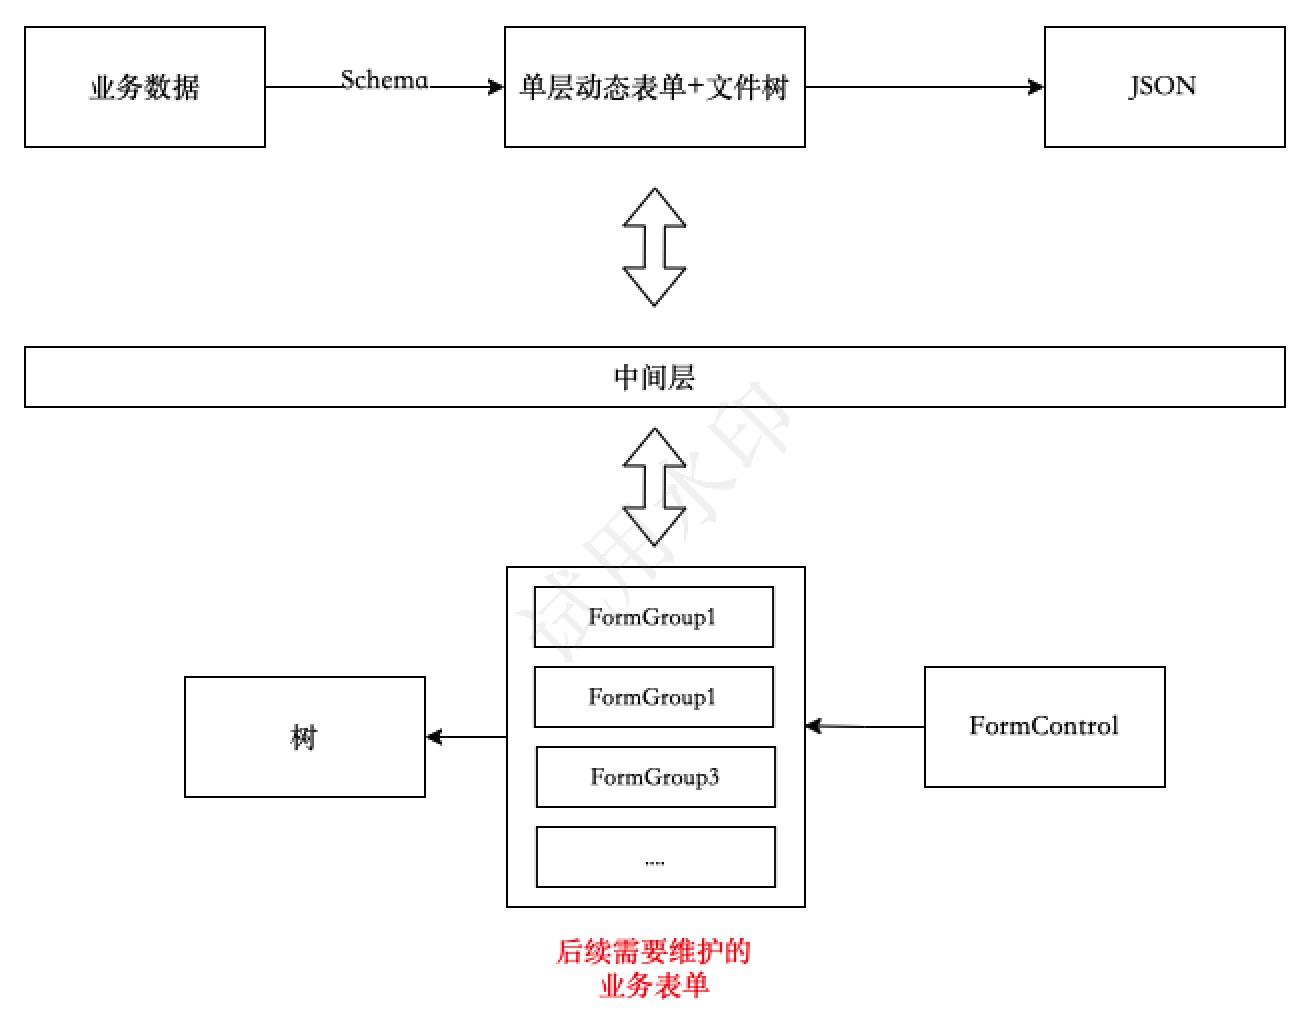 业务数据
Schema
单层动态表单+文件树
JSON
中间层
试用水印
FormGroup1
FormGroup1
FormGroup3
....
树
FormControl
后续需要维护的
业务表单